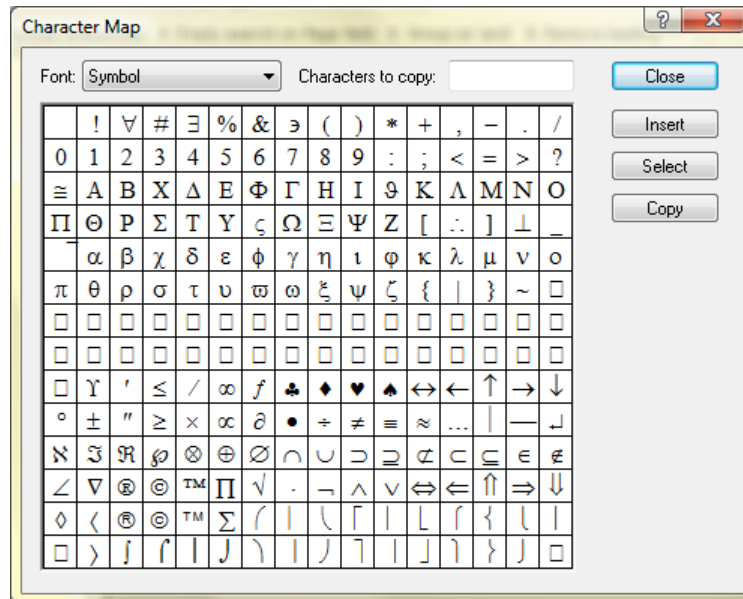 Character Map
Font: Symbol Characters to copy: Close
! ∀ # ∃ % & ∍ ( ) * + , − . / Insert
0 1 2 3 4 5 6 7 8 9 : ; < = > ? Select
≅ Α Β Χ Δ Ε Φ Γ Η Ι ϑ Κ Λ Μ Ν Ο Copy
Π Θ Ρ Σ Τ Υ ς Ω Ξ Ψ Ζ [ ∴ ] ⊥ _
‾ α β χ δ ε ϕ γ η ι φ κ λ μ ν ο
π θ ρ σ τ υ ϖ ω ξ ψ ζ { | } ~ □
□ □ □ □ □ □ □ □ □ □ □ □ □ □ □ □
□ □ □ □ □ □ □ □ □ □ □ □ □ □ □ □
□ ϒ ′ ≤ ⁄ ∞ ƒ ♣ ♦ ♥ ♠ ↔ ← ↑ → ↓
° ± ″ ≥ × ∝ ∂ • ÷ ≠ ≡ ≈ … ⏐ ⎯ ↵
ℵ ℑ ℜ ℘ ⊗ ⊕ ∅ ∩ ∪ ⊃ ⊇ ⊄ ⊂ ⊆ ∈ ∉
∠ ∇ ® © ™ ∏ √ ⋅ ¬ ∧ ∨ ⇔ ⇐ ⇑ ⇒ ⇓
◊ 〈 ® © ™ ∑ ⎛ ⎜ ⎝ ⎡ ⎢ ⎣ ⎧ ⎨ ⎩ ⎪
□ 〉 ∫ ⌠ ⎮ ⌡ ⎞ ⎟ ⎠ ⎤ ⎥ ⎦ ⎫ ⎬ ⎭ □